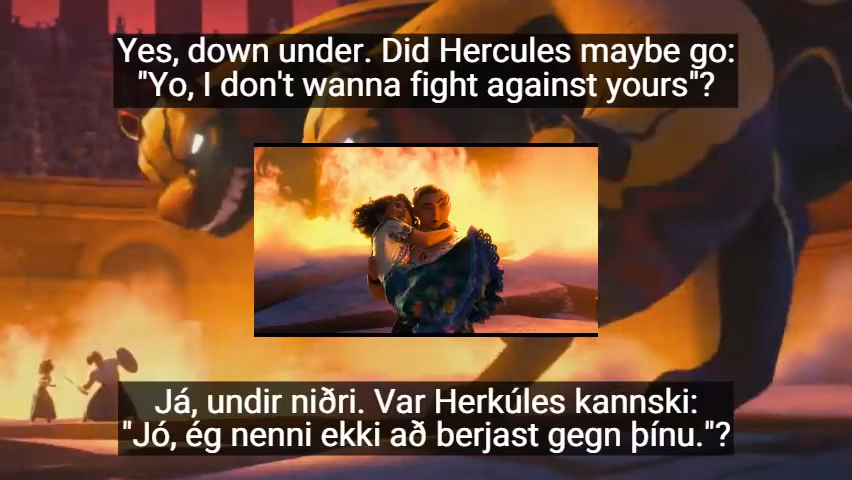 Yes, down under. Did Hercules maybe go:
"Yo, I don't wanna fight against yours"?
Já, undir niðri. Var Herkúles kannski:
"Jó, ég nenni ekki að berjast gegn þínu."?